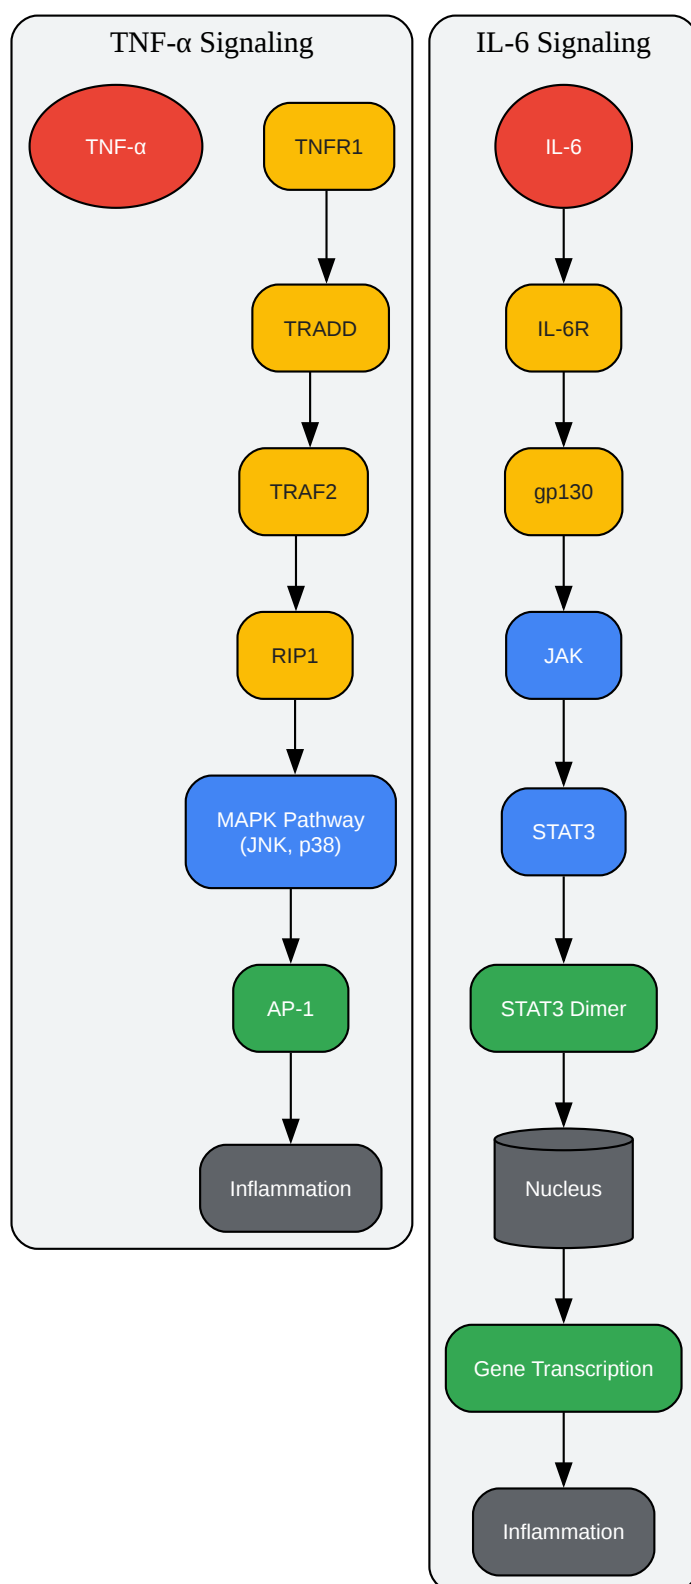 TNF-α Signaling
TNF-α
TNFR1
TRADD
TRAF2
RIP1
MAPK Pathway
(JNK, p38)
AP-1
Inflammation
IL-6 Signaling
IL-6
IL-6R
gp130
JAK
STAT3
STAT3 Dimer
Nucleus
Gene Transcription
Inflammation